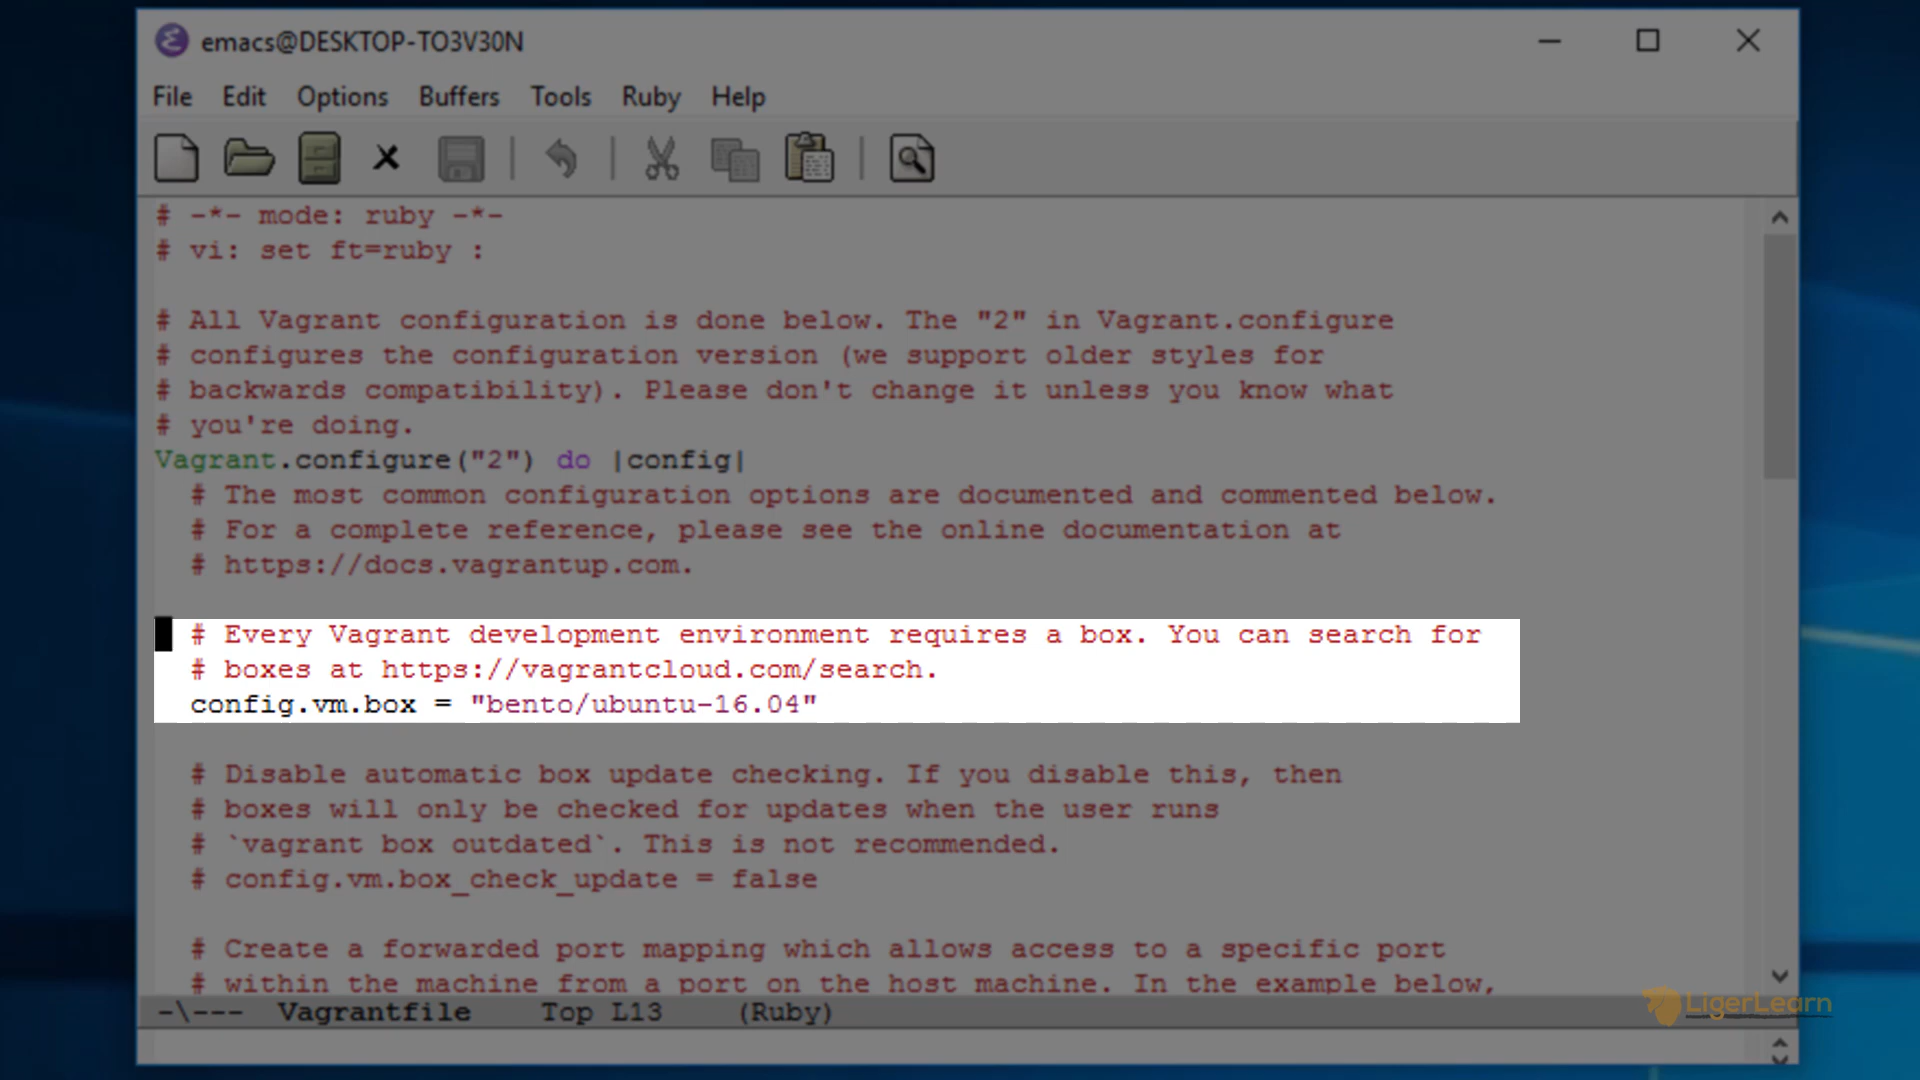 emacs@DESKTOP-TO3V30N
File Edit Options Buffers Tools Ruby Help
# -*- mode: ruby -*-
# vi: set ft=ruby :
# All Vagrant configuration is done below. The "2" in Vagrant.configure
# configures the configuration version (we support older styles for
# backwards compatibility). Please don't change it unless you know what
# you're doing.
Vagrant.configure("2") do |config|
# The most common configuration options are documented and commented below.
# For a complete reference, please see the online documentation at
# https://docs.vagrantup.com.
# Every Vagrant development environment requires a box. You can search for
# boxes at https://vagrantcloud.com/search.
config.vm.box = "bento/ubuntu-16.04"
# Disable automatic box update checking. If you disable this, then
# boxes will only be checked for updates when the user runs
# `vagrant box outdated`. This is not recommended.
# config.vm.box_check_update = false
# Create a forwarded port mapping which allows access to a specific port
# within the machine from a port on the host machine. In the example below,
-\--- Vagrantfile Top L13 (Ruby)
LigerLearn